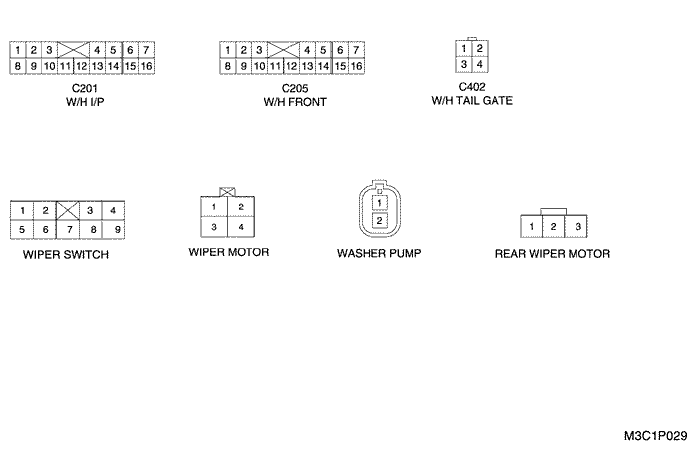 1 2 3 4 5 6 7
8 9 10 11 12 13 14 15 16
C201
W/H I/P
1 2 3 4 5 6 7
8 9 10 11 12 13 14 15 16
C205
W/H FRONT
1 2
3 4
C402
W/H TAIL GATE
1 2 3 4
5 6 7 8 9
WIPER SWITCH
1 2
3 4
WIPER MOTOR
1
2
WASHER PUMP
1 2 3
REAR WIPER MOTOR
M3C1P029